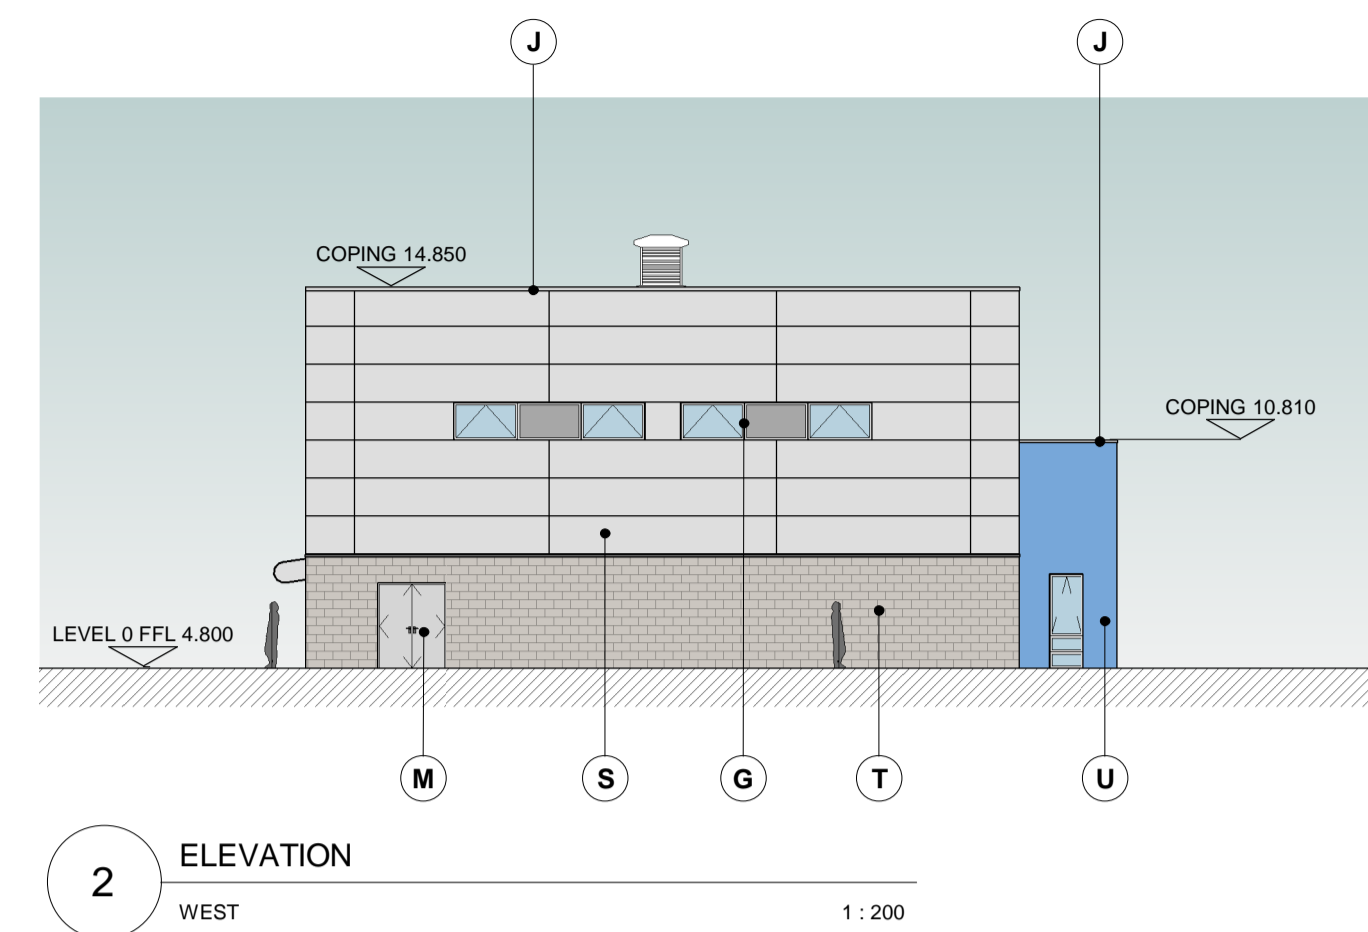 J J
COPING 14.850
COPING 10.810
LEVEL 0 FFL 4.800
M S G T U
2
ELEVATION
WEST 1 : 200